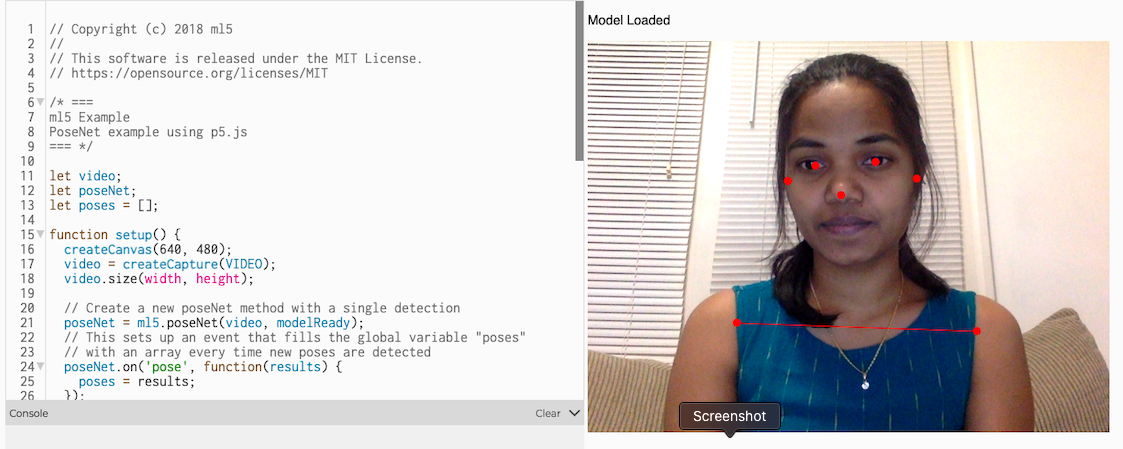 1 // Copyright (c) 2018 ml5
2 //
3 // This software is released under the MIT License.
4 // https://opensource.org/licenses/MIT
5
6 /* ===
7 ml5 Example
8 PoseNet example using p5.js
9 === */
10
11 let video;
12 let poseNet;
13 let poses = [];
14
15 function setup() {
16   createCanvas(640, 480);
17   video = createCapture(VIDEO);
18   video.size(width, height);
19
20   // Create a new poseNet method with a single detection
21   poseNet = ml5.poseNet(video, modelReady);
22   // This sets up an event that fills the global variable "poses"
23   // with an array every time new poses are detected
24   poseNet.on('pose', function(results) {
25     poses = results;
26   });
Console Clear
Model Loaded
Screenshot